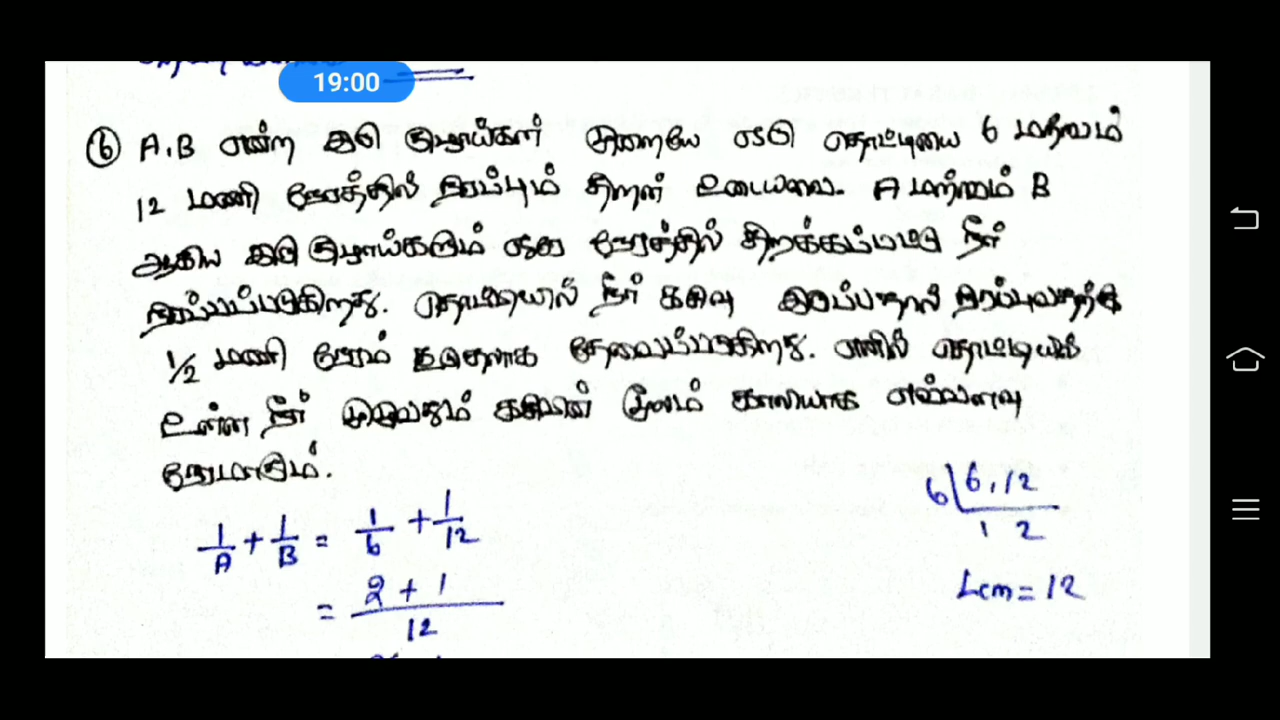 19:00
⑥ A.B என்ற இரு குழாய்கள் நிறைய ஒரு தொட்டியை 6 மற்றும்
12 மணி நேரத்தில் நிரப்பும் திறன் உடையவை. A மற்றும் B
ஆகிய இரு குழாய்களும் ஒரே நேரத்தில் திறக்கப்பட்டு நீர்
நிரப்பப்படுகிறது. தொட்டியில் நீர் கசிவு இருப்பதால் நிரப்புவதற்கு
1/2 மணி நேரம் கூடுதலாக தேவைப்படுகிறது. எனில் தொட்டியில்
உள்ள நீர் முழுவதும் கசிவின் மூலம் காலியாக எவ்வளவு
நேரமாகும்.
1/A + 1/B = 1/6 + 1/12
= 2 + 1 / 12
6 | 6, 12
1 2
Lcm = 12